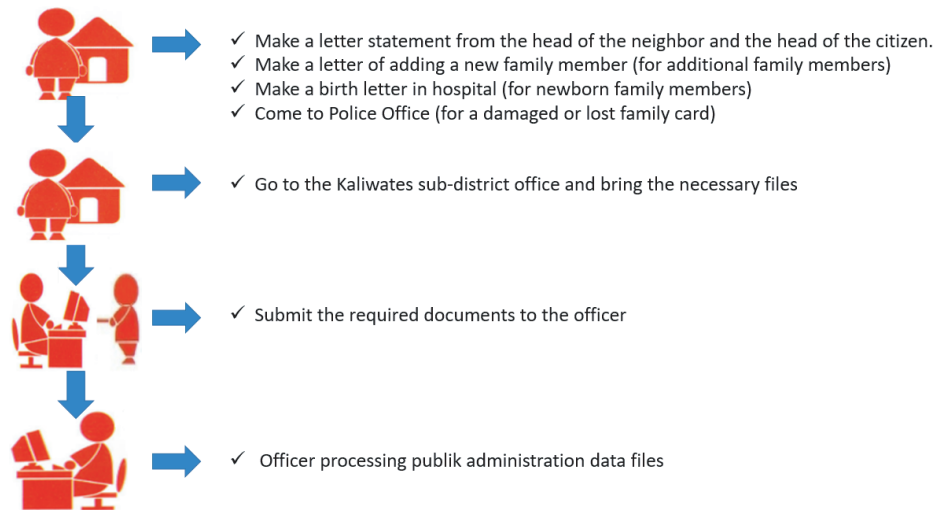 ✓ Make a letter statement from the head of the neighbor and the head of the citizen.
✓ Make a letter of adding a new family member (for additional family members)
✓ Make a birth letter in hospital (for newborn family members)
✓ Come to Police Office (for a damaged or lost family card)
✓ Go to the Kaliwates sub-district office and bring the necessary files
✓ Submit the required documents to the officer
✓ Officer processing publik administration data files